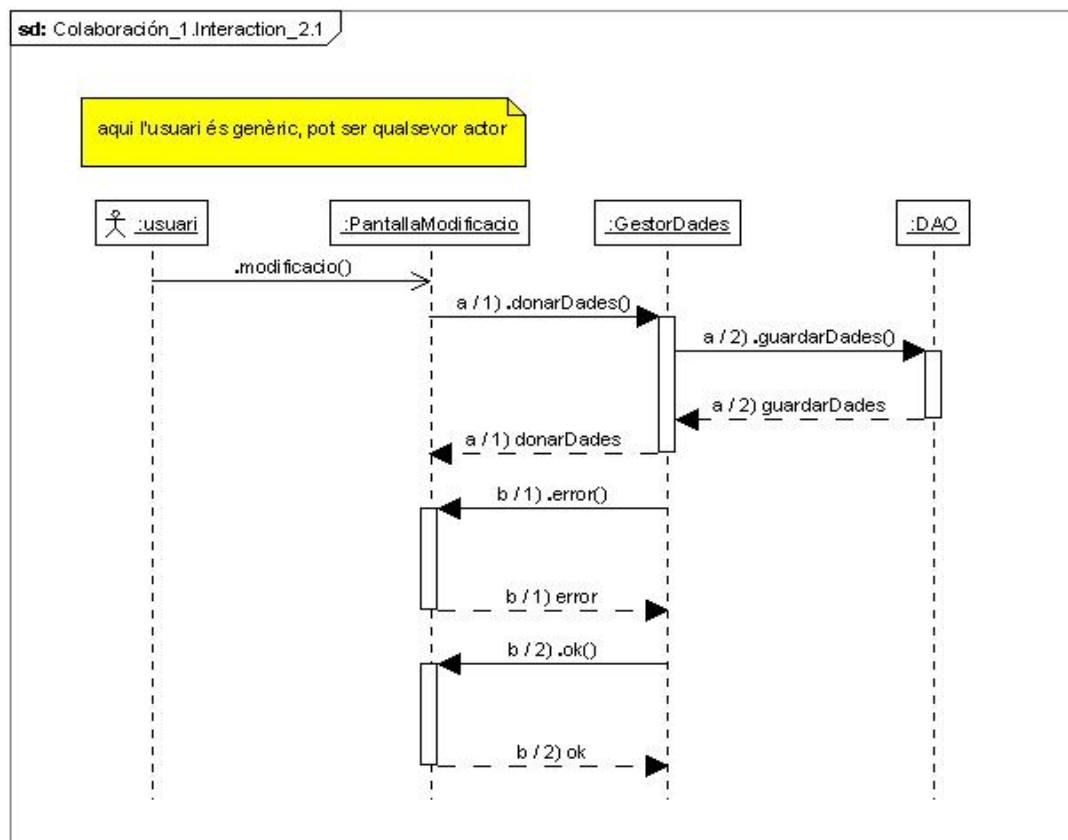 sd: Colaboración_1.Interaction_2.1
aqui l'usuari és genèric, pot ser qualsevor actor
:usuari
:PantallaModificacio
:GestorDades
:DAO
.modificacio()
a / 1) .donarDades()
a / 2) .guardarDades()
a / 2) guardarDades
a / 1) donarDades
b / 1) .error()
b / 1) error
b / 2) .ok()
b / 2) ok